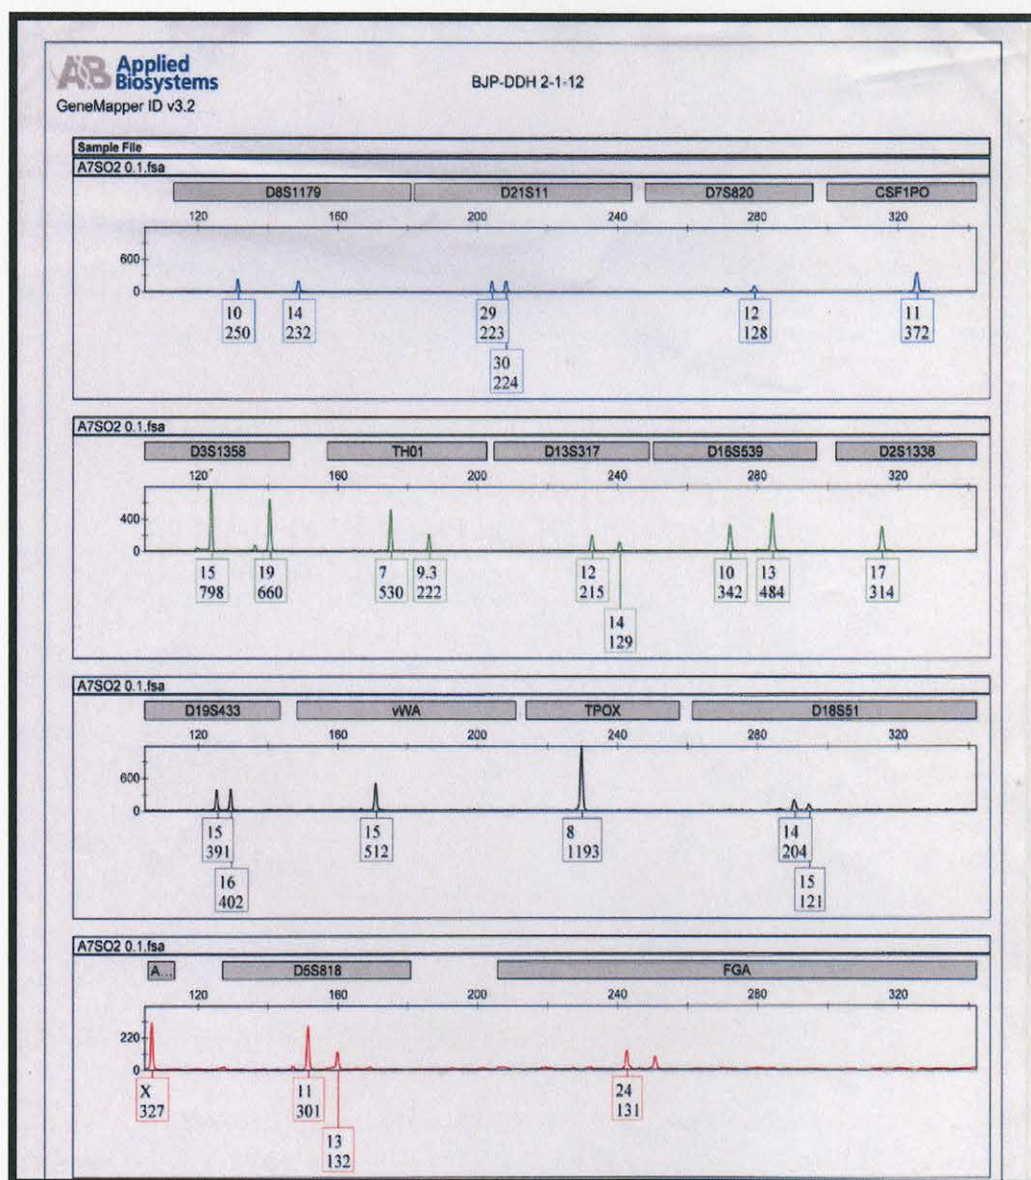 AB Applied
Biosystems
BJP-DDH 2-1-12
GeneMapper ID v3.2
Sample File
A7SO2 0.1.fsa
D8S1179 D21S11 D7S820 CSF1PO
120 160 200 240 280 320
600
0
10 14 29 12 11
250 232 223 128 372
30
224
A7SO2 0.1.fsa
D3S1358 TH01 D13S317 D16S539 D2S1338
120 160 200 240 280 320
400
0
15 19 7 9.3 12 10 13 17
798 660 530 222 215 342 484 314
14
129
A7SO2 0.1.fsa
D19S433 vWA TPOX D18S51
120 160 200 240 280 320
600
0
15 15 8 14
391 512 1193 204
16 15
402 121
A7SO2 0.1.fsa
A... D5S818 FGA
120 160 200 240 280 320
220
0
X 11 24
327 301 131
13
132